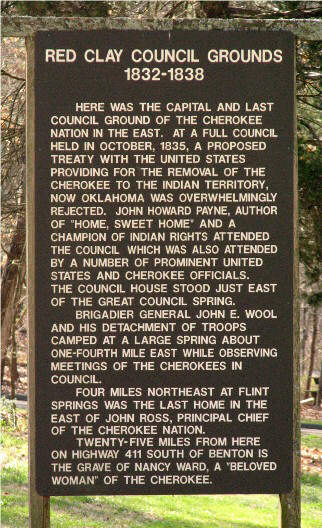 RED CLAY COUNCIL GROUNDS
1832-1838
HERE WAS THE CAPITAL AND LAST
COUNCIL GROUND OF THE CHEROKEE
NATION IN THE EAST. AT A FULL COUNCIL
HELD IN OCTOBER, 1835, A PROPOSED
TREATY WITH THE UNITED STATES
PROVIDING FOR THE REMOVAL OF THE
CHEROKEE TO THE INDIAN TERRITORY,
NOW OKLAHOMA WAS OVERWHELMINGLY
REJECTED. JOHN HOWARD PAYNE, AUTHOR
OF "HOME, SWEET HOME" AND A
CHAMPION OF INDIAN RIGHTS ATTENDED
THE COUNCIL WHICH WAS ALSO ATTENDED
BY A NUMBER OF PROMINENT UNITED
STATES AND CHEROKEE OFFICIALS.
THE COUNCIL HOUSE STOOD JUST EAST
OF THE GREAT COUNCIL SPRING.
BRIGADIER GENERAL JOHN E. WOOL
AND HIS DETACHMENT OF TROOPS
CAMPED AT A LARGE SPRING ABOUT
ONE-FOURTH MILE EAST WHILE OBSERVING
MEETINGS OF THE CHEROKEES IN
COUNCIL.
FOUR MILES NORTHEAST AT FLINT
SPRINGS WAS THE LAST HOME IN THE
EAST OF JOHN ROSS, PRINCIPAL CHIEF
OF THE CHEROKEE NATION.
TWENTY-FIVE MILES FROM HERE
ON HIGHWAY 411 SOUTH OF BENTON IS
THE GRAVE OF NANCY WARD, A "BELOVED
WOMAN" OF THE CHEROKEE.